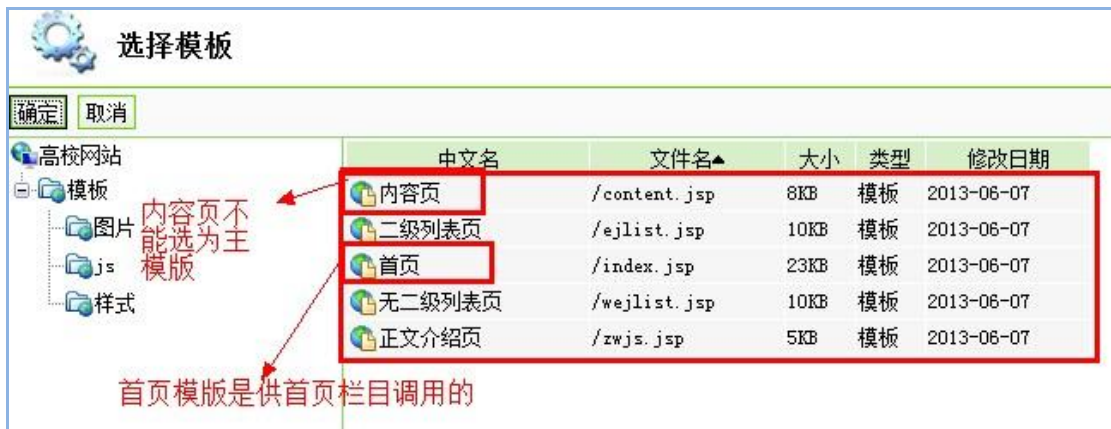 选择模板
确定 取消
高校网站
模板
图片
js
样式
内容页不
能选为主
模版
中文名 文件名▲ 大小 类型 修改日期
内容页 /content.jsp 8KB 模板 2013-06-07
二级列表页 /ejlist.jsp 10KB 模板 2013-06-07
首页 /index.jsp 23KB 模板 2013-06-07
无二级列表页 /wejlist.jsp 10KB 模板 2013-06-07
正文介绍页 /zwjs.jsp 5KB 模板 2013-06-07
首页模版是供首页栏目调用的